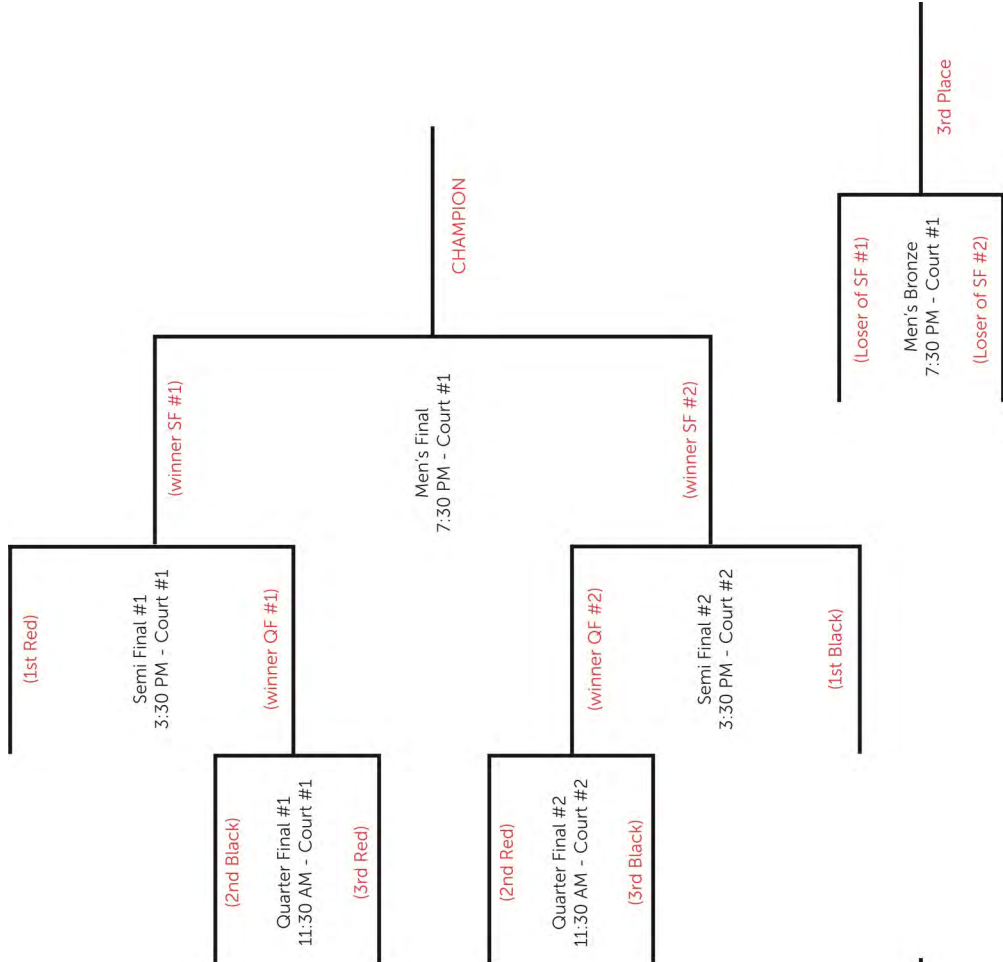 (2nd Black)
Quarter Final #1
11:30 AM - Court #1
(3rd Red)
(2nd Red)
Quarter Final #2
11:30 AM - Court #2
(3rd Black)
(1st Red)
Semi Final #1
3:30 PM - Court #1
(winner QF #1)
(winner QF #2)
Semi Final #2
3:30 PM - Court #2
(1st Black)
(winner SF #1)
Men's Final
7:30 PM - Court #1
(winner SF #2)
CHAMPION
(Loser of SF #1)
Men's Bronze
7:30 PM - Court #1
(Loser of SF #2)
3rd Place